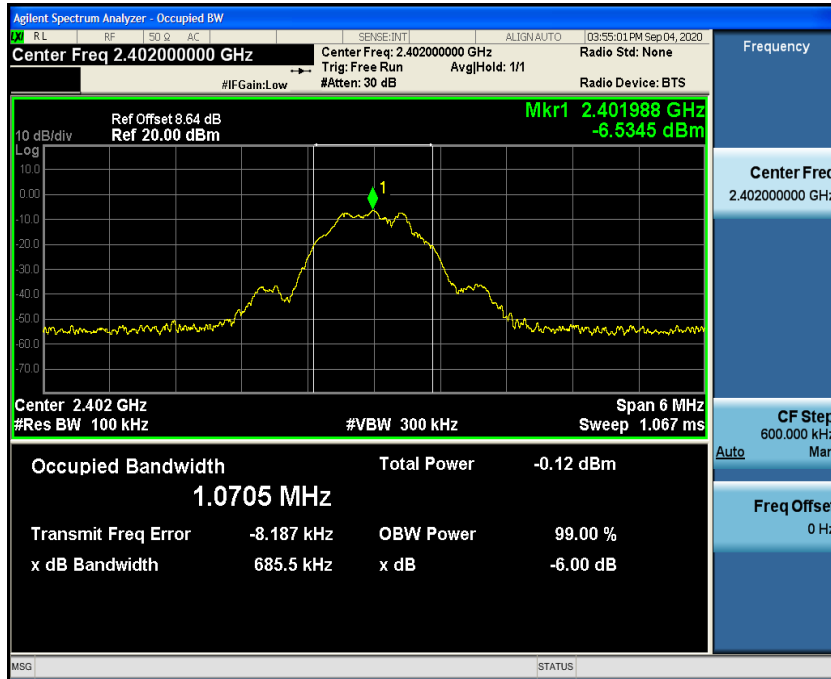 Agilent Spectrum Analyzer - Occupied BW
LXI RL RF 50 Ω AC SENSE:INT ALIGN AUTO 03:55:01 PM Sep 04, 2020
Center Freq 2.402000000 GHz
Center Freq: 2.402000000 GHz
Radio Std: None
Trig: Free Run Avg|Hold: 1/1
#IFGain:Low
#Atten: 30 dB
Radio Device: BTS
Ref Offset 8.64 dB
Mkr1 2.401988 GHz
10 dB/div Ref 20.00 dBm
-6.5345 dBm
Log
10.0
0.00
-10.0
-20.0
-30.0
-40.0
-50.0
-60.0
-70.0
1
Center 2.402 GHz
Span 6 MHz
#Res BW 100 kHz
#VBW 300 kHz
Sweep 1.067 ms
Occupied Bandwidth
Total Power -0.12 dBm
1.0705 MHz
Transmit Freq Error -8.187 kHz
OBW Power 99.00 %
x dB Bandwidth 685.5 kHz
x dB -6.00 dB
MSG
STATUS
Frequency
Center Freq
2.402000000 GHz
CF Step
600.000 kHz
Auto Man
Freq Offset
0 Hz